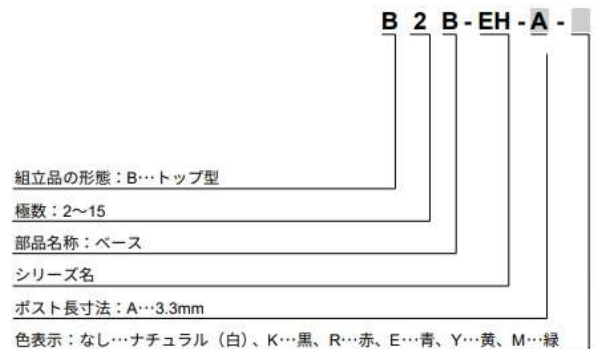 B 2 B - EH - A -
組立品の形態：B…トップ型
極数：2～15
部品名称：ベース
シリーズ名
ポスト長寸法：A…3.3mm
色表示：なし…ナチュラル（白）、K…黒、R…赤、E…青、Y…黄、M…緑